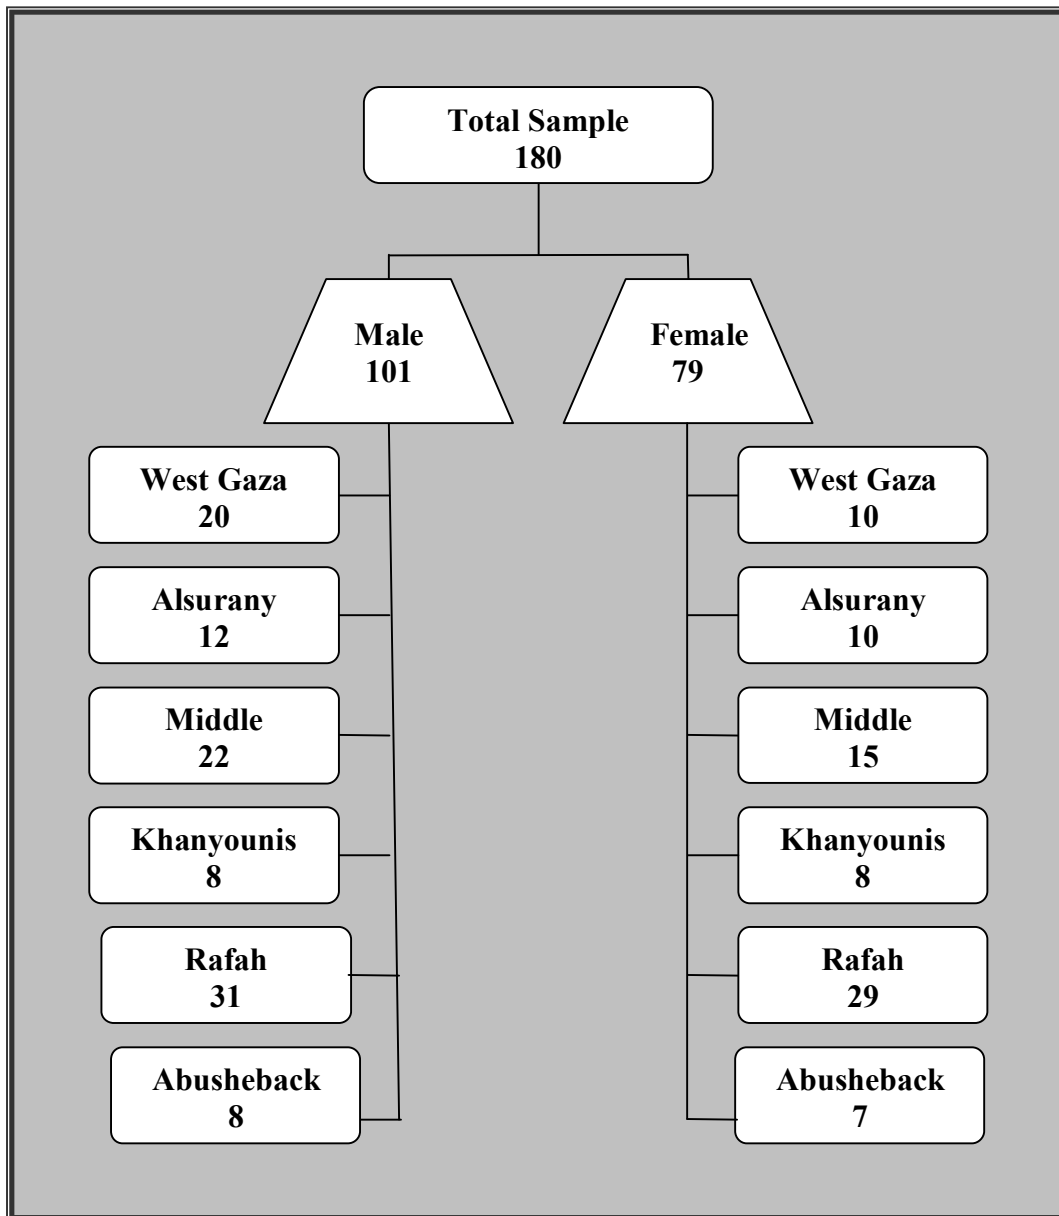 Total Sample
180
Male
101
Female
79
West Gaza
20
Alsurany
12
Middle
22
Khanyounis
8
Rafah
31
Abusheback
8
West Gaza
10
Alsurany
10
Middle
15
Khanyounis
8
Rafah
29
Abusheback
7